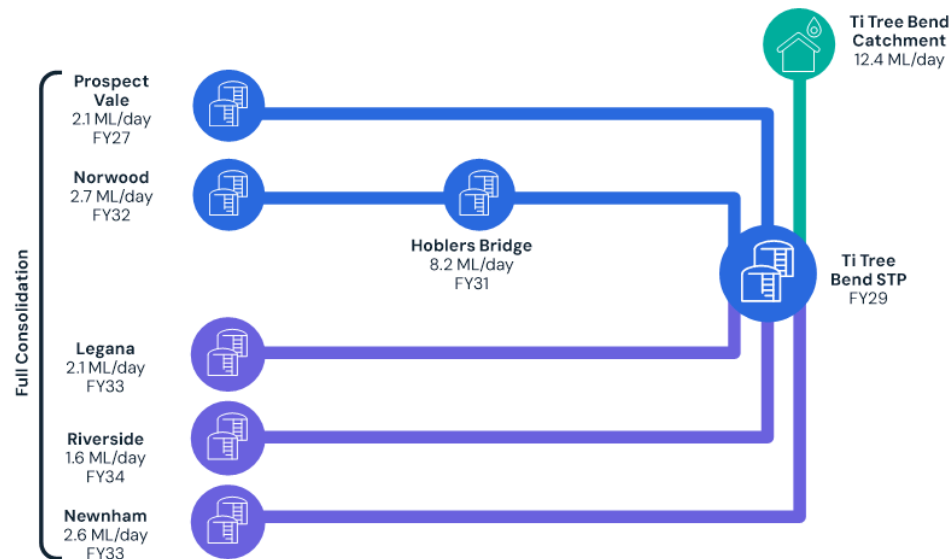 Ti Tree Bend
Catchment
12.4 ML/day
Full Consolidation
Prospect
Vale
2.1 ML/day
FY27
Norwood
2.7 ML/day
FY32
Hoblers Bridge
8.2 ML/day
FY31
Ti Tree
Bend STP
FY29
Legana
2.1 ML/day
FY33
Riverside
1.6 ML/day
FY34
Newnham
2.6 ML/day
FY33